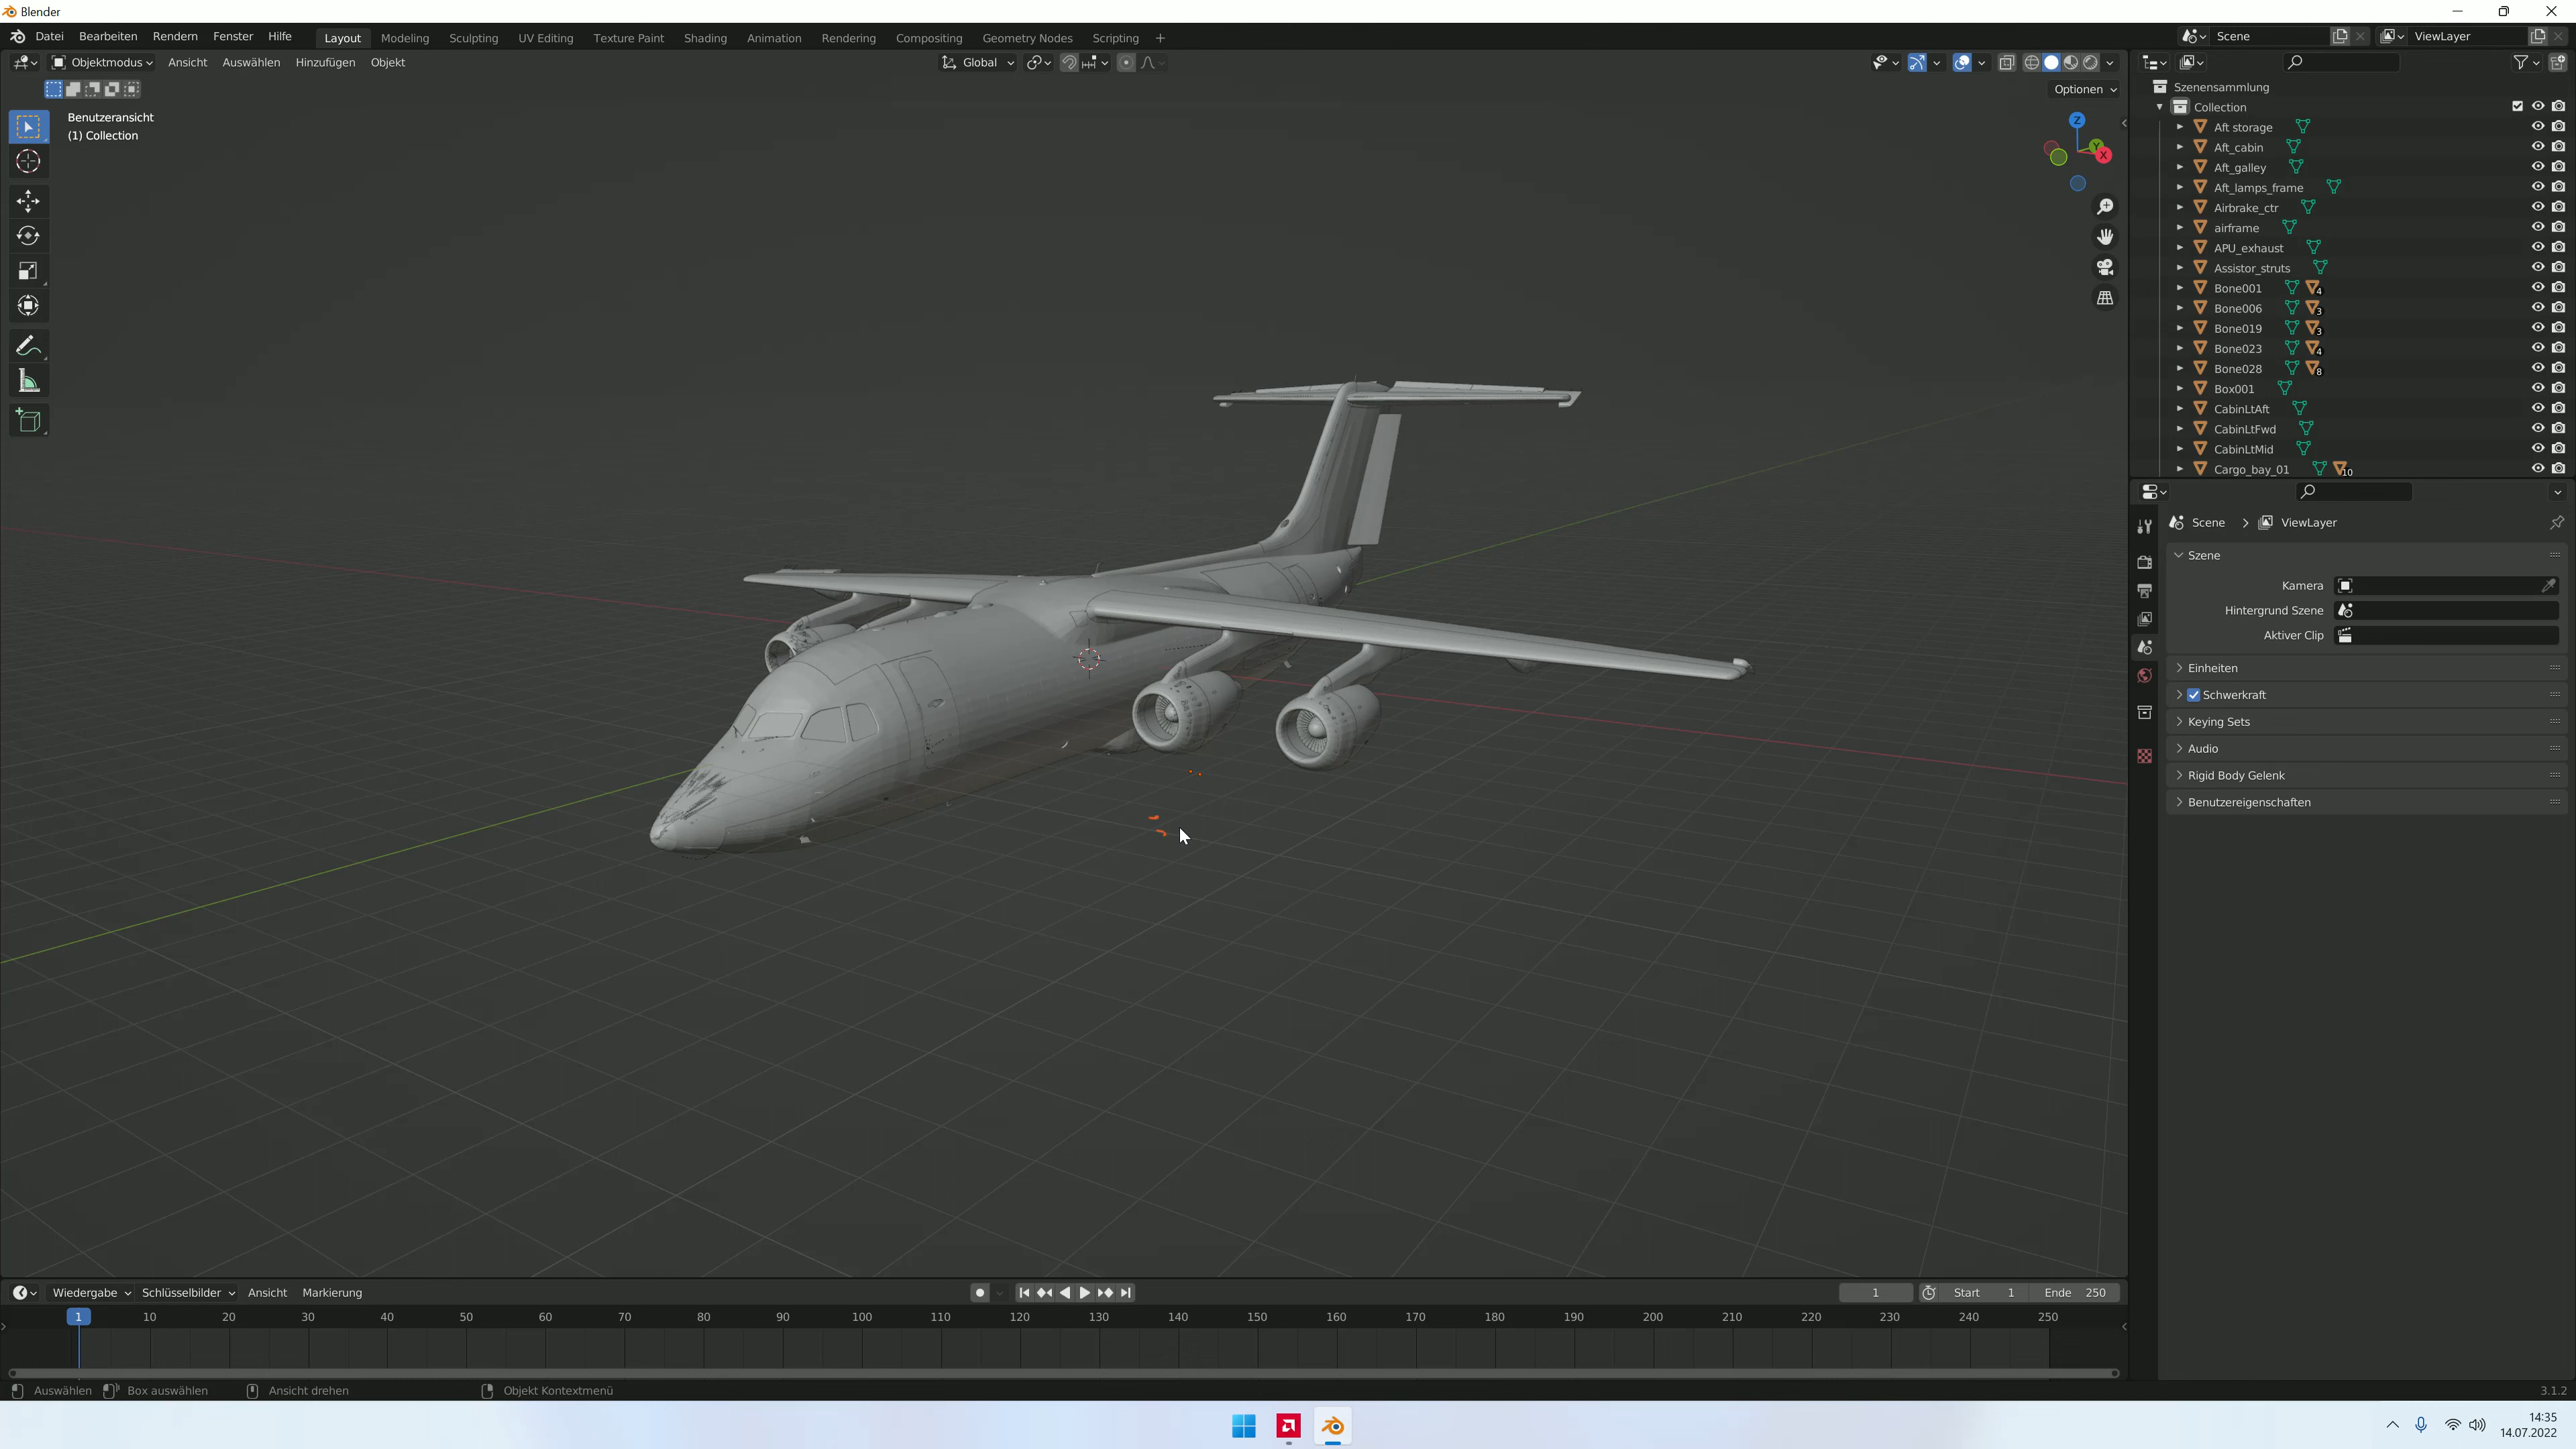 Blender
Datei Bearbeiten Rendern Fenster Hilfe Layout Modeling Sculpting UV Editing Texture Paint Shading Animation Rendering Compositing Geometry Nodes Scripting + Scene ViewLayer
Objektmodus Ansicht Auswählen Hinzufügen Objekt Global
Optionen
Benutzeransicht
(1) Collection
Z
Y
X
Szenensammlung
Collection
Aft storage
Aft_cabin
Aft_galley
Aft_lamps_frame
Airbrake_ctr
airframe
APU_exhaust
Assistor_struts
Bone001 4
Bone006 3
Bone019 3
Bone023 4
Bone028 8
Box001
CabinLtAft
CabinLtFwd
CabinLtMid
Cargo_bay_01 10
Scene > ViewLayer
Szene
Kamera
Hintergrund Szene
Aktiver Clip
Einheiten
Schwerkraft
Keying Sets
Audio
Rigid Body Gelenk
Benutzereigenschaften
Wiedergabe Schlüsselbilder Ansicht Markierung 1 Start 1 Ende 250
1 10 20 30 40 50 60 70 80 90 100 110 120 130 140 150 160 170 180 190 200 210 220 230 240 250
Auswählen Box auswählen Ansicht drehen Objekt Kontextmenü 3.1.2
14:35
14.07.2022